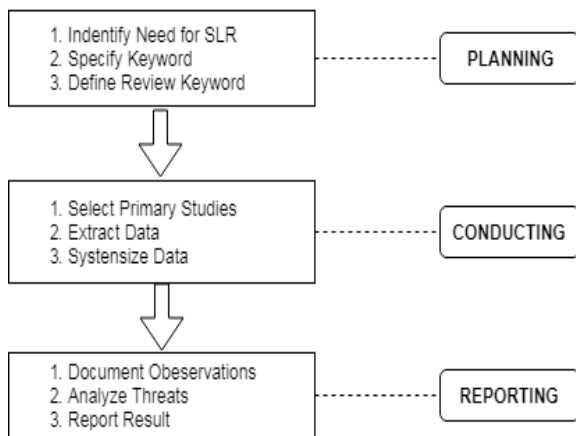 1. Indentify Need for SLR
2. Specify Keyword
3. Define Review Keyword
PLANNING
1. Select Primary Studies
2. Extract Data
3. Systensize Data
CONDUCTING
1. Document Obeservations
2. Analyze Threats
3. Report Result
REPORTING